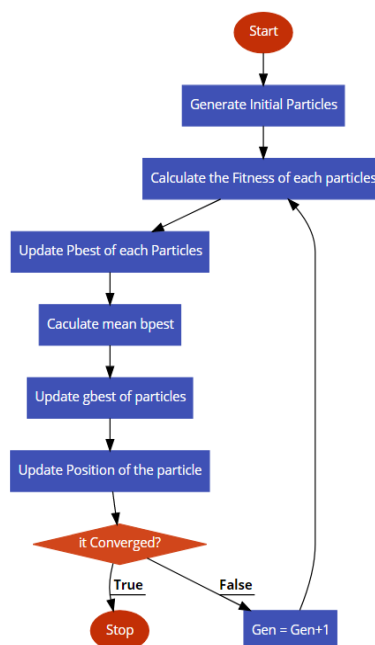 Start
Generate Initial Particles
Calculate the Fitness of each particles
Update Pbest of each Particles
Caculate mean bpest
Update gbest of particles
Update Position of the particle
it Converged?
True
False
Stop
Gen = Gen+1